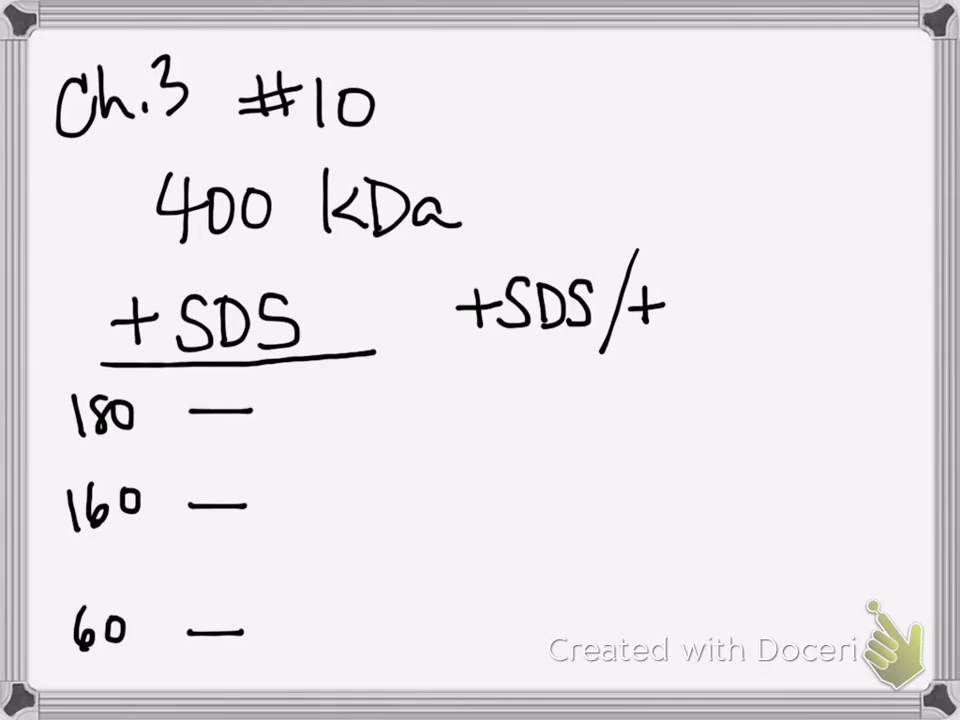 Ch.3 #10
400 kDa
+SDS +SDS/+
180 —
160 —
60 —
Created with Doceri